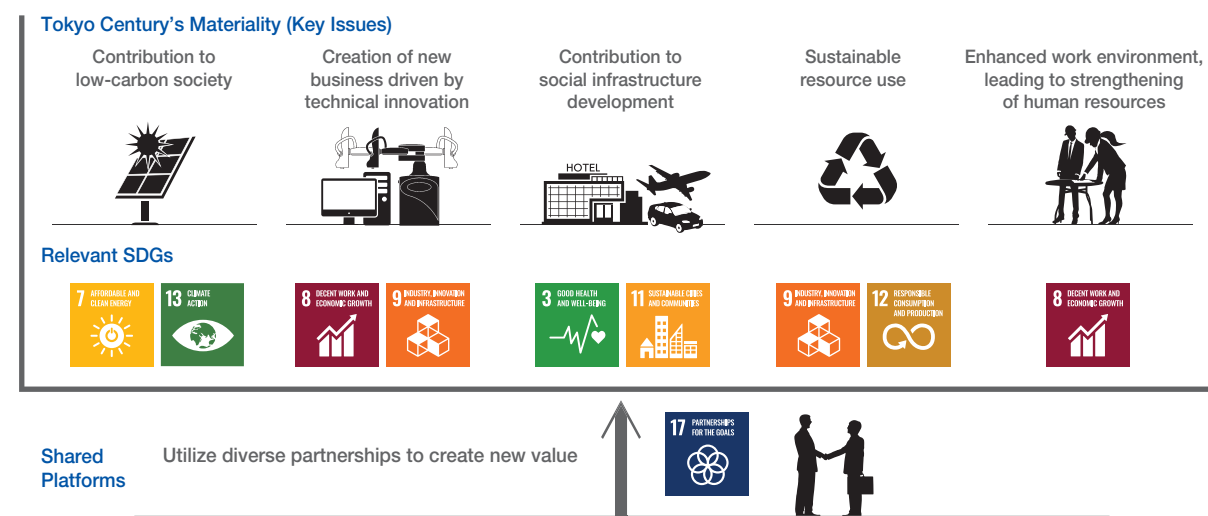 Tokyo Century's Materiality (Key Issues)
Contribution to
low-carbon society
Creation of new
business driven by
technical innovation
Contribution to
social infrastructure
development
Sustainable
resource use
Enhanced work environment,
leading to strengthening
of human resources
HOTEL
Relevant SDGs
7 AFFORDABLE AND
CLEAN ENERGY
13 CLIMATE
ACTION
8 DECENT WORK AND
ECONOMIC GROWTH
9 INDUSTRY, INNOVATION
AND INFRASTRUCTURE
3 GOOD HEALTH
AND WELL-BEING
11 SUSTAINABLE CITIES
AND COMMUNITIES
9 INDUSTRY, INNOVATION
AND INFRASTRUCTURE
12 RESPONSIBLE
CONSUMPTION
AND PRODUCTION
8 DECENT WORK AND
ECONOMIC GROWTH
17 PARTNERSHIPS
FOR THE GOALS
Shared
Platforms
Utilize diverse partnerships to create new value